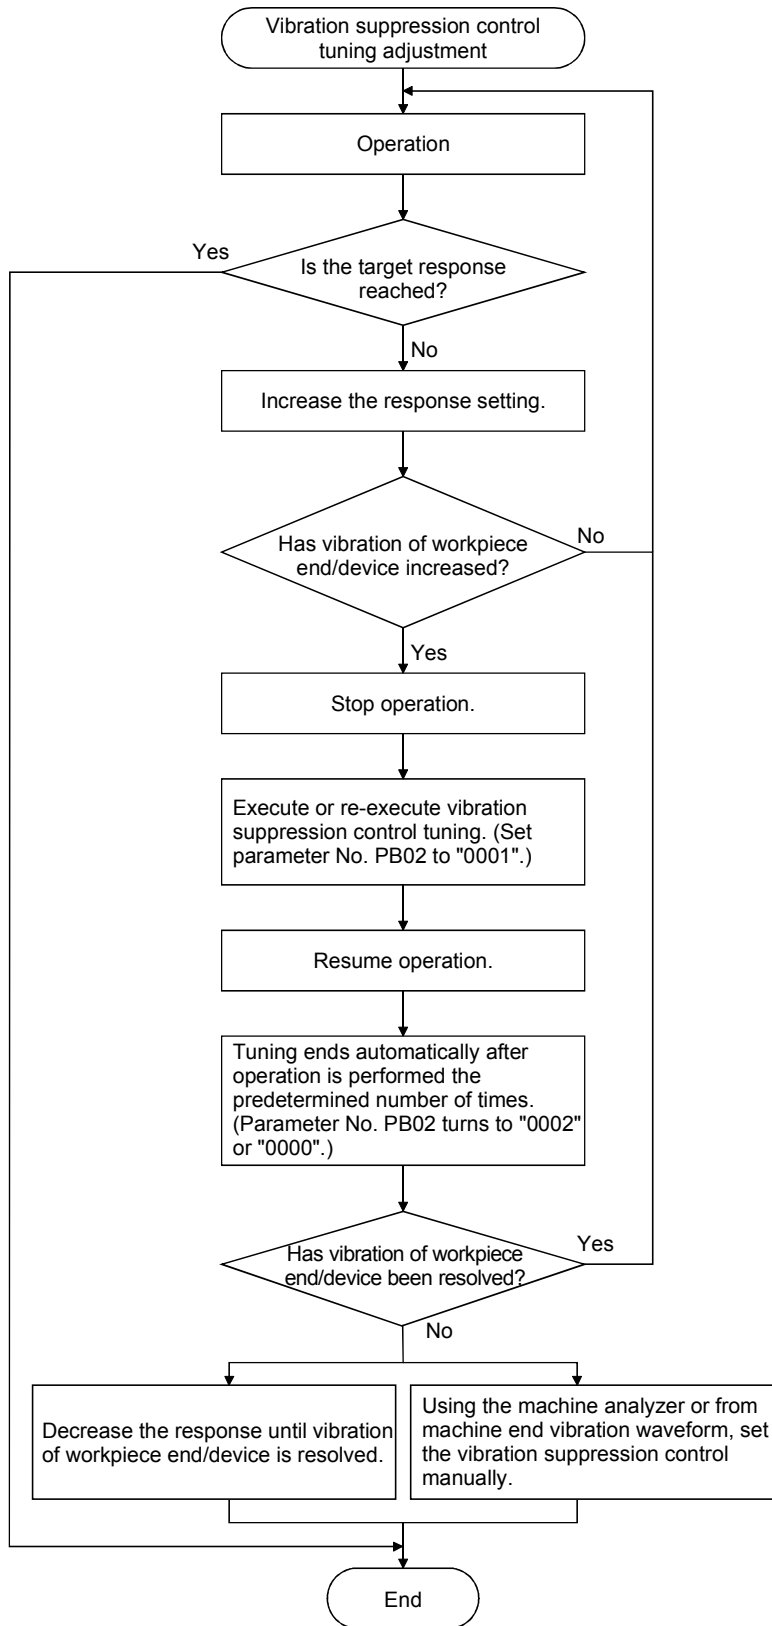 Vibration suppression control
tuning adjustment
Operation
Yes
Is the target response
reached?
No
Increase the response setting.
No
Has vibration of workpiece
end/device increased?
Yes
Stop operation.
Execute or re-execute vibration
suppression control tuning. (Set
parameter No. PB02 to "0001".)
Resume operation.
Tuning ends automatically after
operation is performed the
predetermined number of times.
(Parameter No. PB02 turns to "0002"
or "0000".)
Has vibration of workpiece
end/device been resolved?
Yes
No
Decrease the response until vibration
of workpiece end/device is resolved.
Using the machine analyzer or from
machine end vibration waveform, set
the vibration suppression control
manually.
End